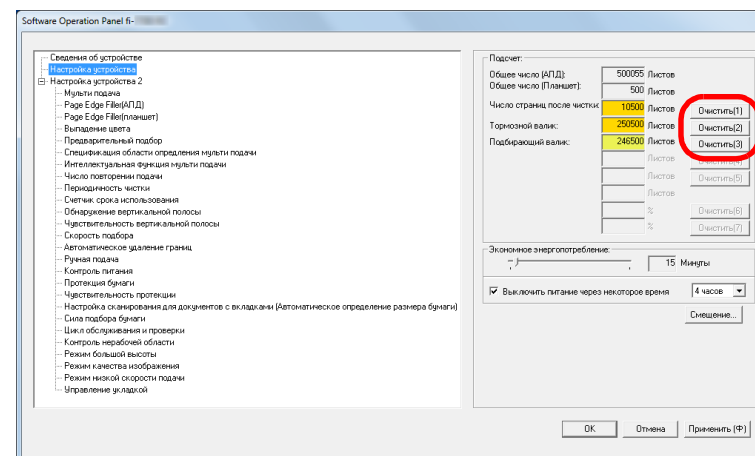 Software Operation Panel fi-
Сведения об устройстве
Настройка устройства
Настройка устройства 2
Мульти подача
Page Edge Filler(АПД)
Page Edge Filler(планшет)
Выпадение цвета
Предварительный подбор
Спецификация области опредления мульти подачи
Интеллектуальная функция мульти подачи
Число повторении подачи
Периодичность чистки
Счетчик срока использования
Обнаружение вертикальной полосы
Чувствительность вертикальной полосы
Скорость подбора
Автоматическое удаление границ
Ручная подача
Контроль питания
Протекция бумаги
Чувствительность протекции
Настройка сканирования для документов с вкладками (Автоматическое определение размера бумаги)
Сила подбора бумаги
Цикл обслуживания и проверки
Контроль нерабочей области
Режим большой высоты
Режим качества изображения
Режим низкой скорости подачи
Управление укладкой
Подсчет:
Общее число (АПД): 500055 Листов
Общее число (Планшет): 500 Листов
Число страниц после чистки: 10500 Листов Очистить(1)
Тормозной валик: 250500 Листов Очистить(2)
Подбирающий валик: 246500 Листов Очистить(3)
Листов Очистить(4)
Листов Очистить(5)
Листов
% Очистить(6)
% Очистить(7)
Экономное энергопотребление:
15 Минуты
Выключить питание через некоторое время 4 часов
Смещение...
OK Отмена Применить (Ф)